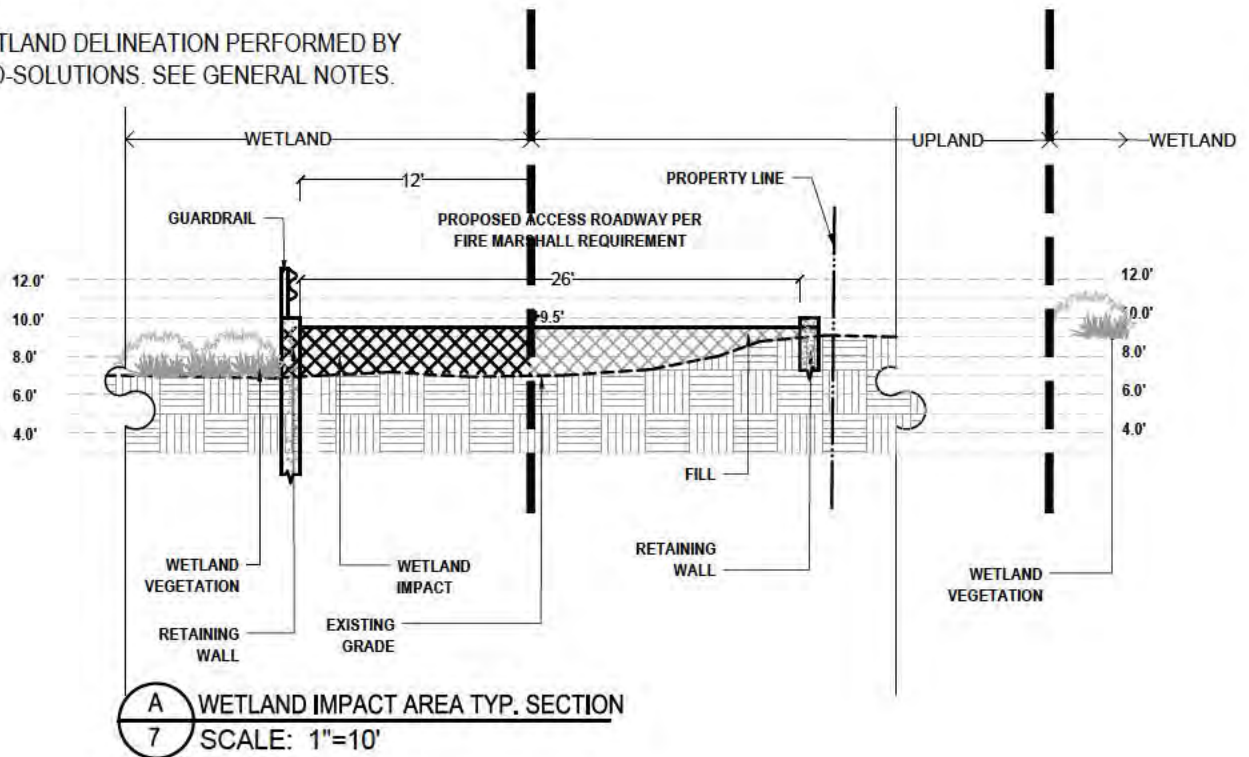 TLAND DELINEATION PERFORMED BY
O-SOLUTIONS. SEE GENERAL NOTES.
WETLAND
UPLAND
WETLAND
12'
PROPERTY LINE
GUARDRAIL
PROPOSED ACCESS ROADWAY PER
FIRE MARSHALL REQUIREMENT
26'
12.0'
12.0'
10.0'
10.0'
9.5'
8.0'
8.0'
6.0'
6.0'
4.0'
4.0'
FILL
WETLAND
VEGETATION
WETLAND
IMPACT
RETAINING
WALL
WETLAND
VEGETATION
RETAINING
WALL
EXISTING
GRADE
A
7
WETLAND IMPACT AREA TYP. SECTION
SCALE: 1"=10'